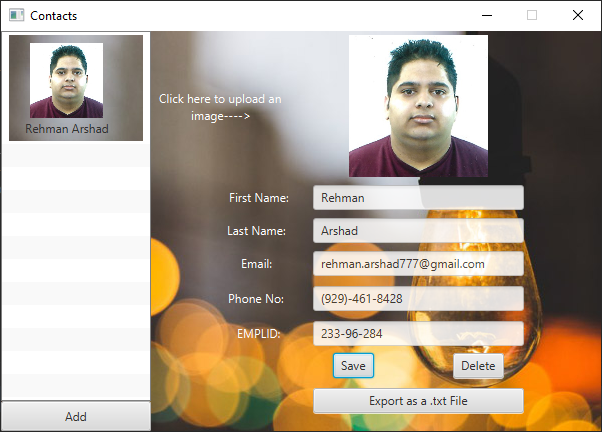 Contacts
Rehman Arshad
Click here to upload an
image---->
First Name:
Rehman
Last Name:
Arshad
Email:
rehman.arshad777@gmail.com
Phone No:
(929)-461-8428
EMPLID:
233-96-284
Save
Delete
Add
Export as a .txt File